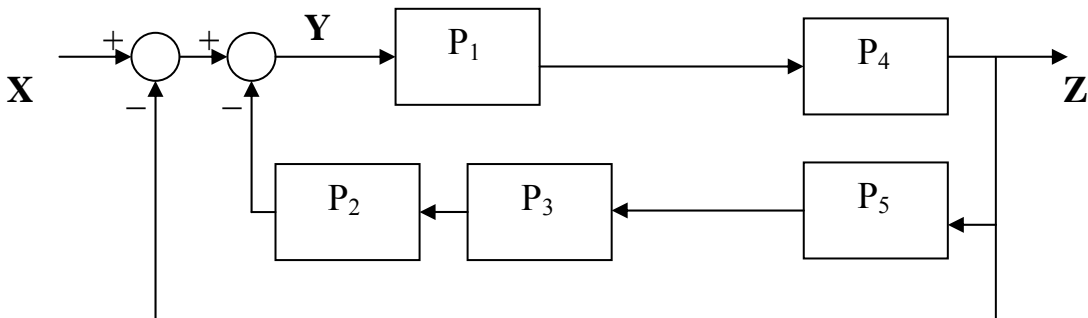 + + Y P₁ P₄
X − − Z
P₂ P₃ P₅